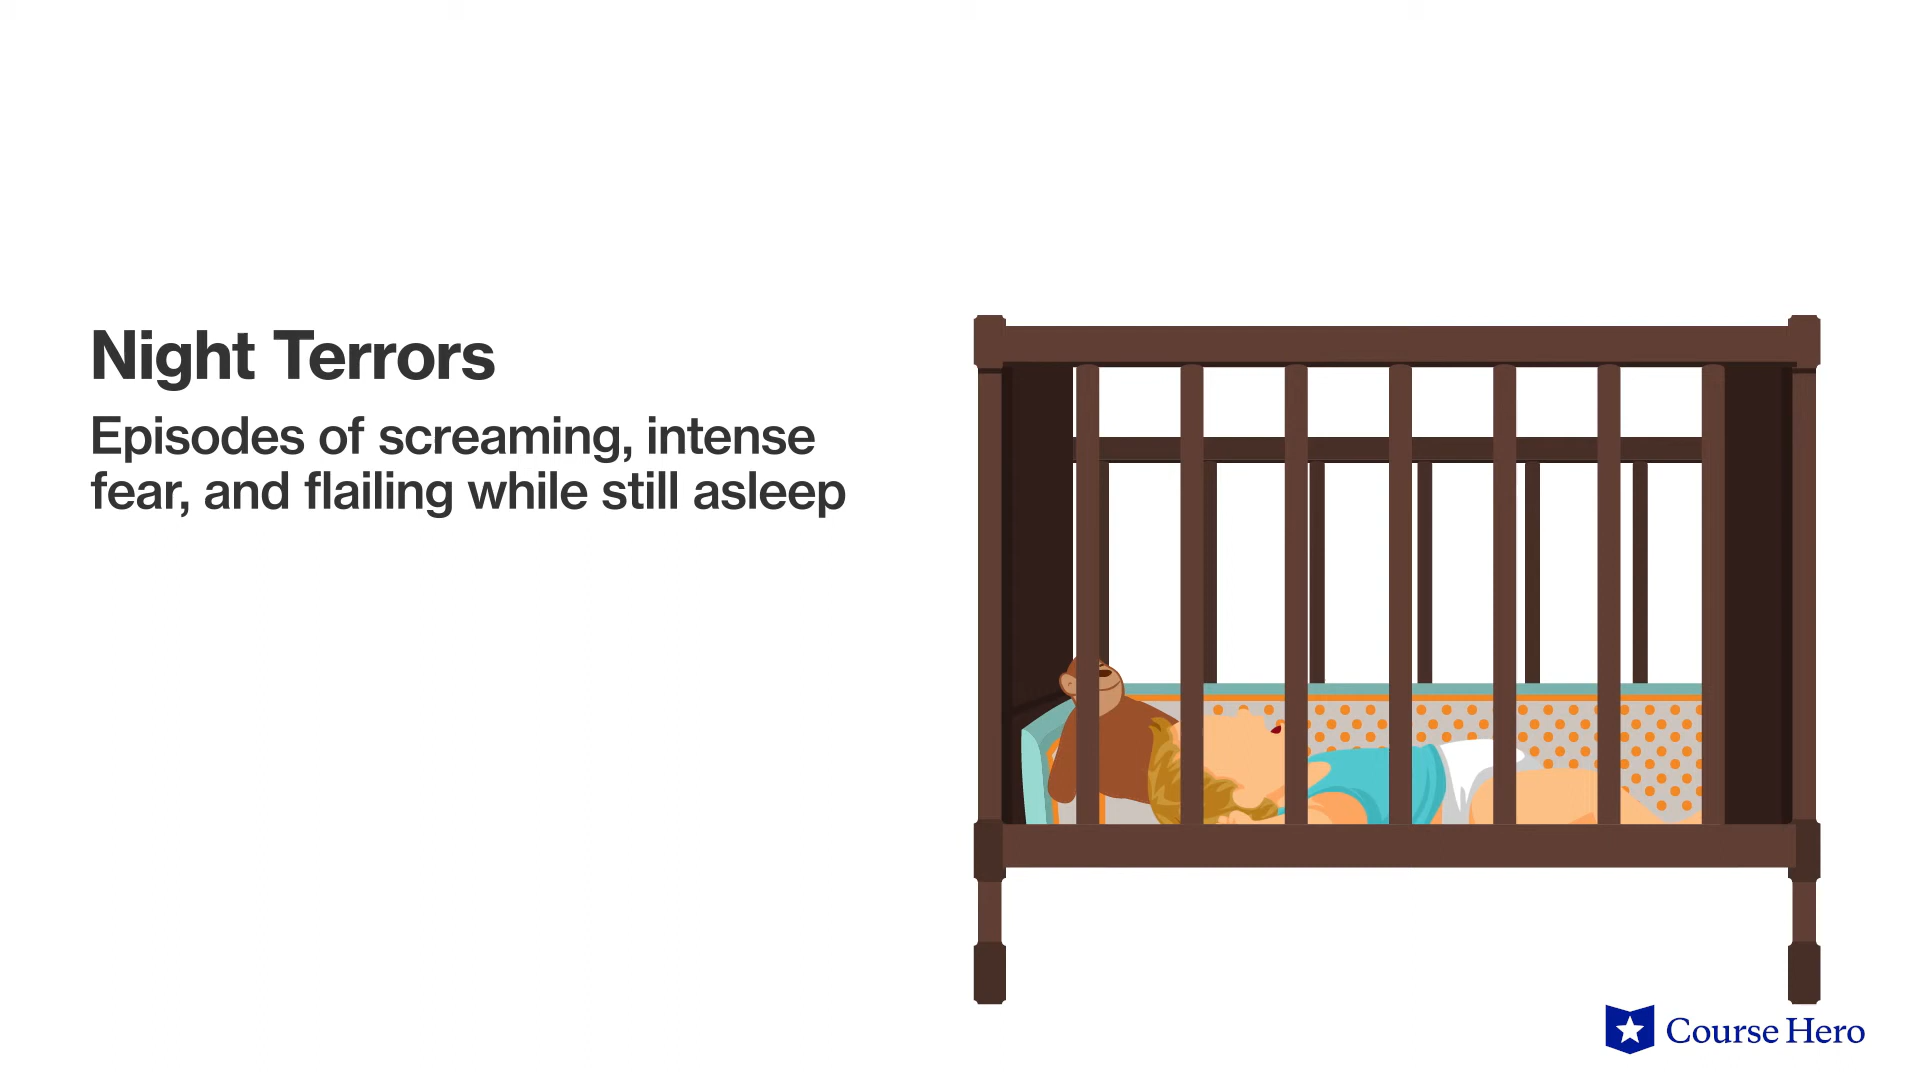 Night Terrors
Episodes of screaming, intense
fear, and flailing while still asleep
Course Hero